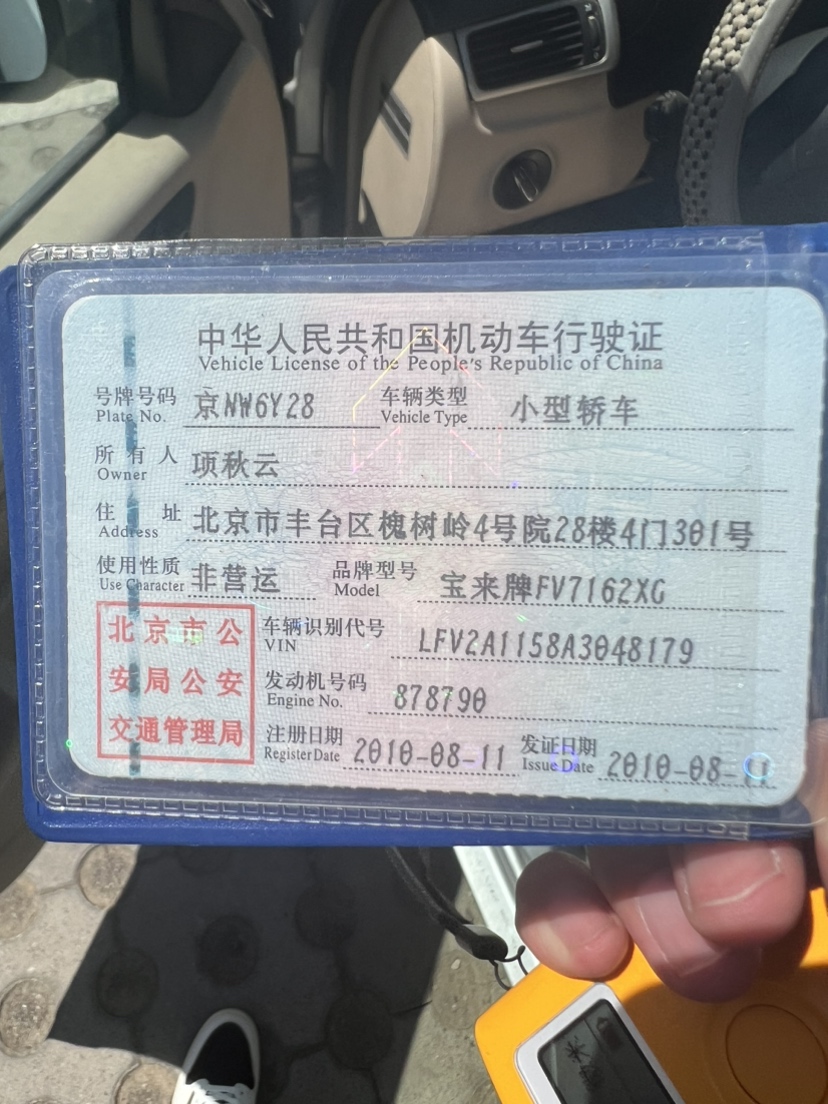 中华人民共和国机动车行驶证
Vehicle License of the People's Republic of China
号牌号码 京NW6Y28 车辆类型 小型轿车
Plate No. Vehicle Type
所有人 项秋云
Owner
住址 北京市丰台区槐树岭4号院28楼4门301号
Address
使用性质 非营运 品牌型号 宝来牌FV7162XG
Use Character Model
北京市公
安局公安
交通管理局
车辆识别代号 LFV2A1158A3048179
VIN
发动机号码 878790
Engine No.
注册日期 2010-08-11 发证日期 2010-08-11
Register Date Issue Date